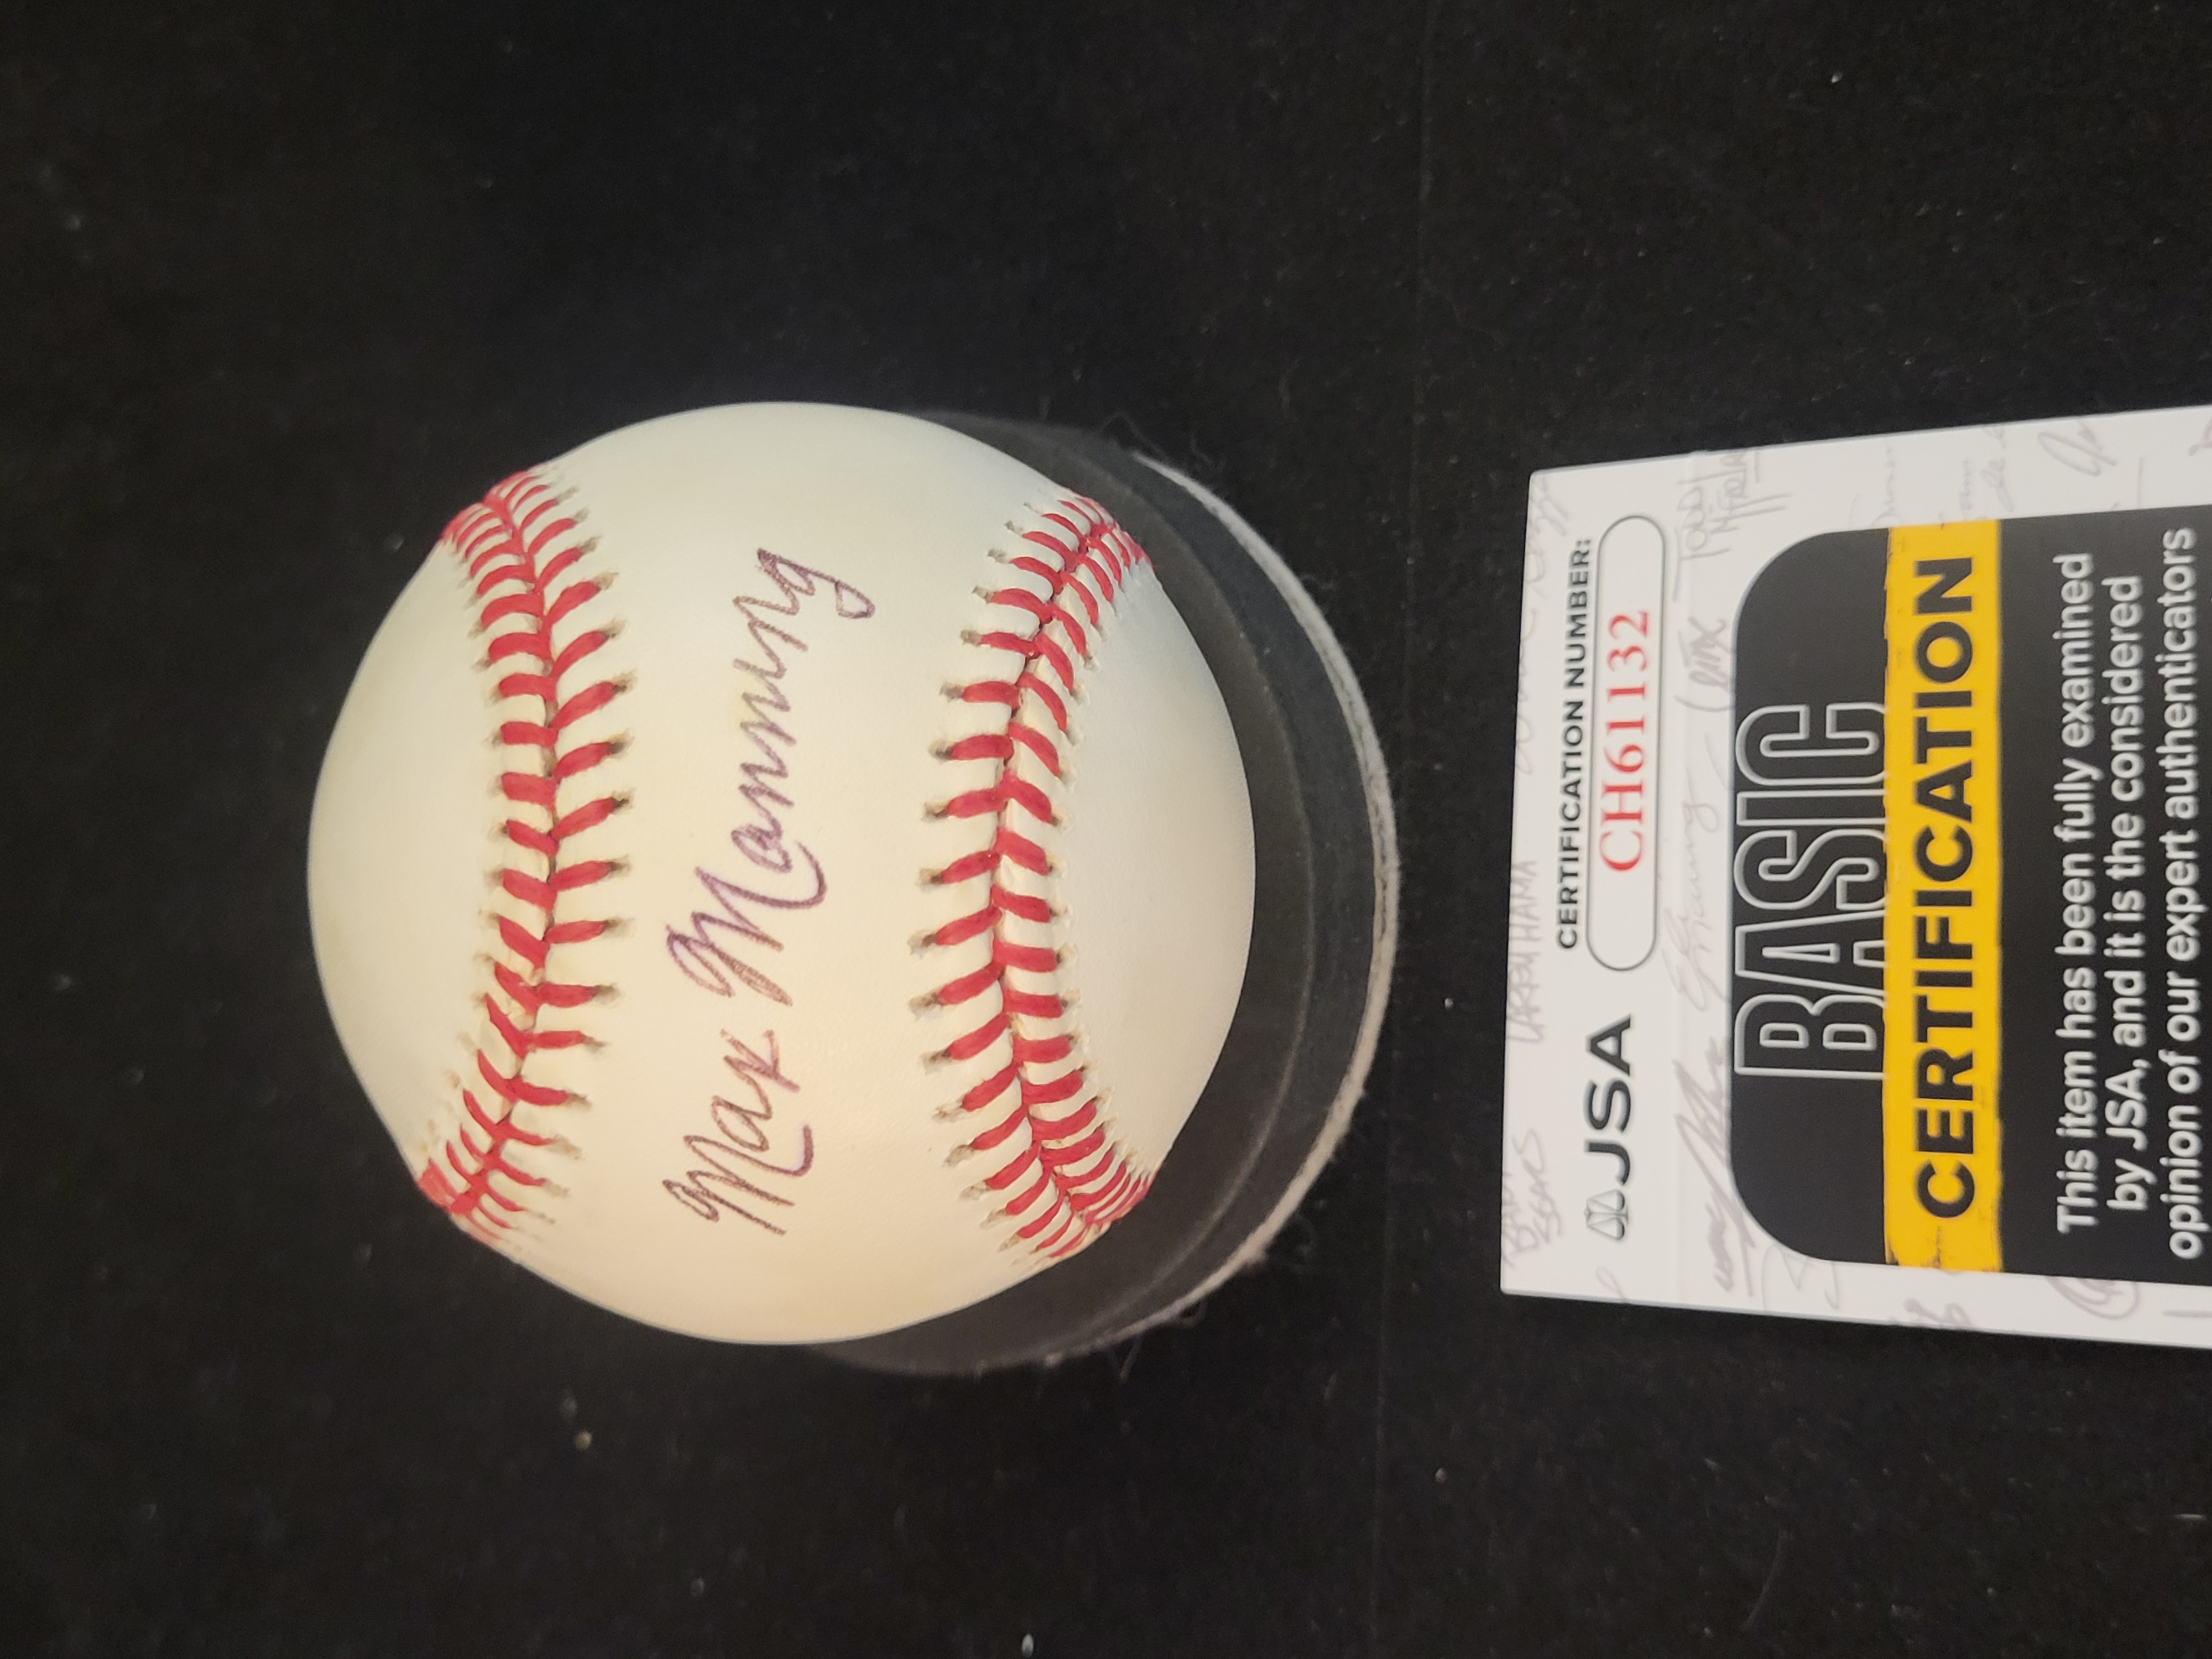 Max Manning
JSA
CERTIFICATION NUMBER:
CH61132
BASIC
CERTIFICATION
This item has been fully examined
by JSA, and it is the considered
opinion of our expert authenticators